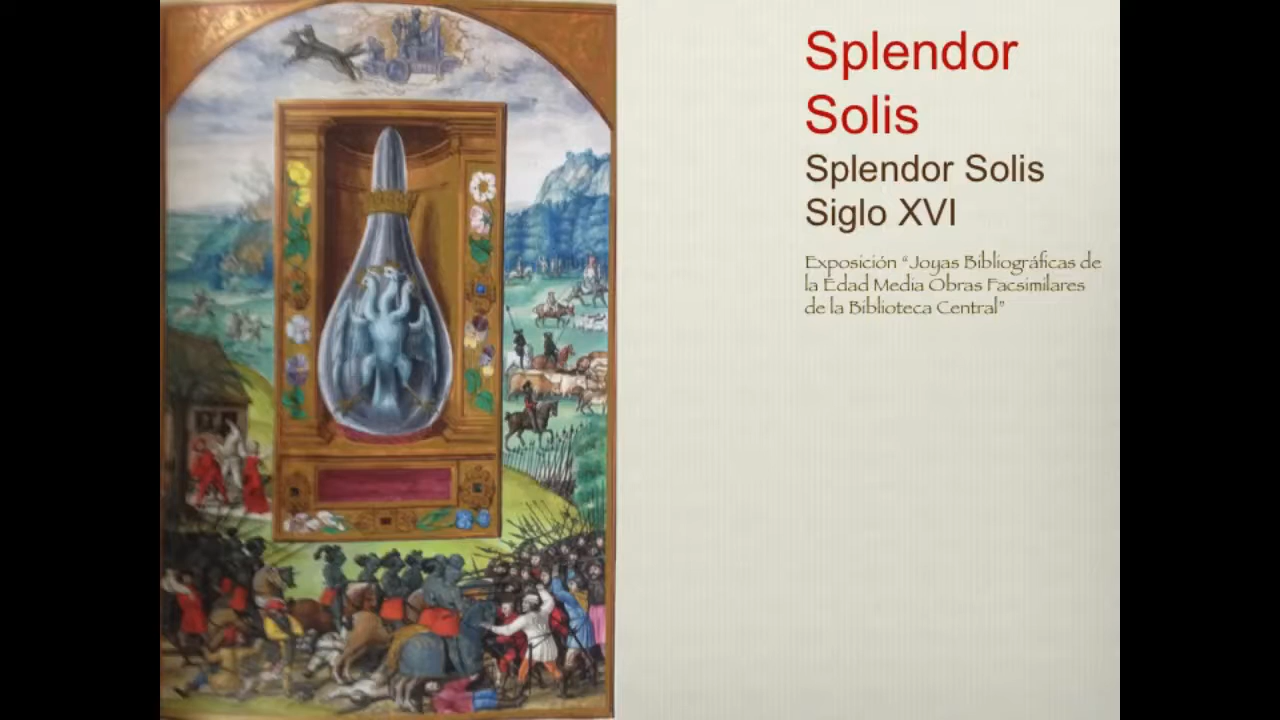 Splendor
Solis
Splendor Solis
Siglo XVI
Exposición “Joyas Bibliográficas de
la Edad Media Obras Facsimilares
de la Biblioteca Central”